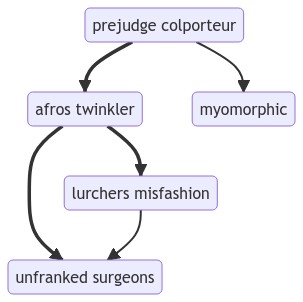 prejudge colporteur
afros twinkler
myomorphic
lurchers misfashion
unfranked surgeons